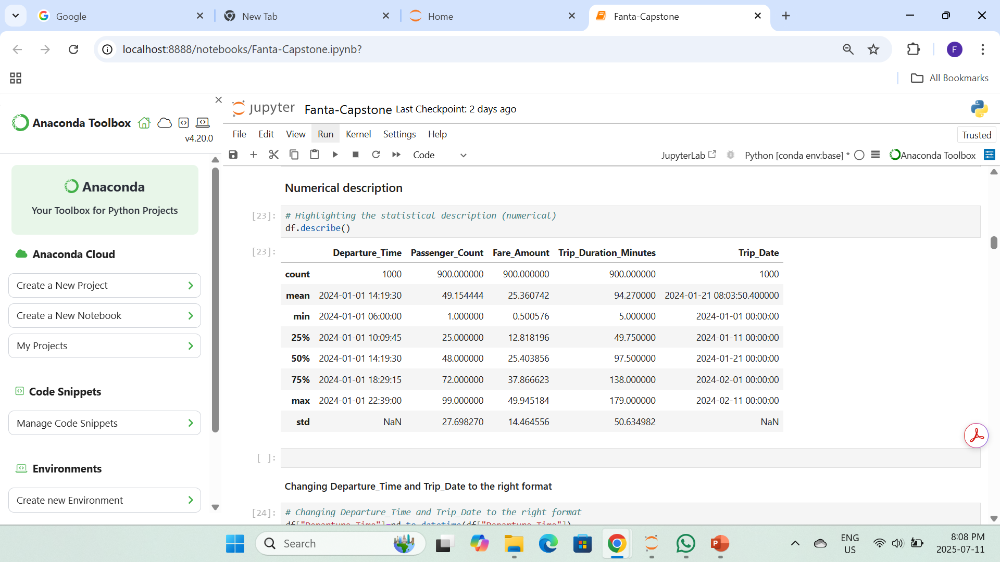 Google
New Tab
Home
Fanta-Capstone
localhost:8888/notebooks/Fanta-Capstone.ipynb?
F
All Bookmarks
Anaconda Toolbox
v4.20.0
Anaconda
Your Toolbox for Python Projects
Anaconda Cloud
Create a New Project
Create a New Notebook
My Projects
Code Snippets
Manage Code Snippets
Environments
Create new Environment
jupyter Fanta-Capstone Last Checkpoint: 2 days ago
File Edit View Run Kernel Settings Help
Trusted
Code
JupyterLab
Python [conda env:base] *
Anaconda Toolbox
Numerical description
[23]: # Highlighting the statistical description (numerical)
df.describe()
[23]: Departure_Time Passenger_Count Fare_Amount Trip_Duration_Minutes Trip_Date
count 1000 900.000000 900.000000 900.000000 1000
mean 2024-01-01 14:19:30 49.154444 25.360742 94.270000 2024-01-21 08:03:50.400000
min 2024-01-01 06:00:00 1.000000 0.500576 5.000000 2024-01-01 00:00:00
25% 2024-01-01 10:09:45 25.000000 12.818196 49.750000 2024-01-11 00:00:00
50% 2024-01-01 14:19:30 48.000000 25.403856 97.500000 2024-01-21 00:00:00
75% 2024-01-01 18:29:15 72.000000 37.866623 138.000000 2024-02-01 00:00:00
max 2024-01-01 22:39:00 99.000000 49.945184 179.000000 2024-02-11 00:00:00
std NaN 27.698270 14.464556 50.634982 NaN
[ ]:
Changing Departure_Time and Trip_Date to the right format
[24]: # Changing Departure_Time and Trip_Date to the right format
df["Departure_Time"]=pd.to_datetime(df["Departure_Time"])
Search
ENG
US
8:08 PM
2025-07-11